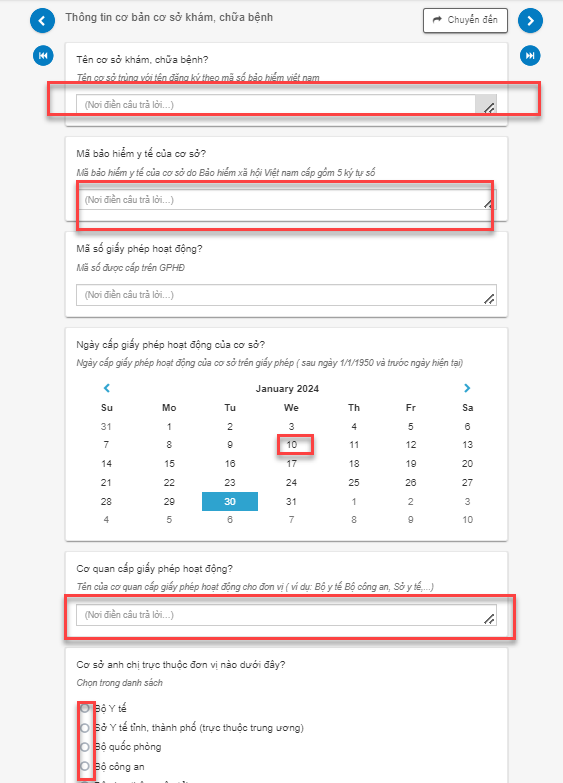 Thông tin cơ bản cơ sở khám, chữa bệnh
Chuyển đến
Tên cơ sở khám, chữa bệnh?
Tên cơ sở trùng với tên đăng ký theo mã số bảo hiểm việt nam
(Nơi điền câu trả lời...)
Mã bảo hiểm y tế của cơ sở?
Mã bảo hiểm y tế của cơ sở do Bảo hiểm xã hội Việt nam cấp gồm 5 ký tự số
(Nơi điền câu trả lời...)
Mã số giấy phép hoạt động?
Mã số được cấp trên GPHĐ
(Nơi điền câu trả lời...)
Ngày cấp giấy phép hoạt động của cơ sở?
Ngày cấp giấy phép hoạt động của cơ sở trên giấy phép ( sau ngày 1/1/1950 và trước ngày hiện tại)
January 2024
Su Mo Tu We Th Fr Sa
31 1 2 3 4 5 6
7 8 9 10 11 12 13
14 15 16 17 18 19 20
21 22 23 24 25 26 27
28 29 30 31 1 2 3
4 5 6 7 8 9 10
Cơ quan cấp giấy phép hoạt động?
Tên của cơ quan cấp giấy phép hoạt động cho đơn vị ( ví dụ: Bộ y tế Bộ công an, Sở y tế,...)
(Nơi điền câu trả lời...)
Cơ sở anh chị trực thuộc đơn vị nào dưới đây?
Chọn trong danh sách
Bộ Y tế
Sở Y tế tỉnh, thành phố (trực thuộc trung ương)
Bộ quốc phòng
Bộ công an